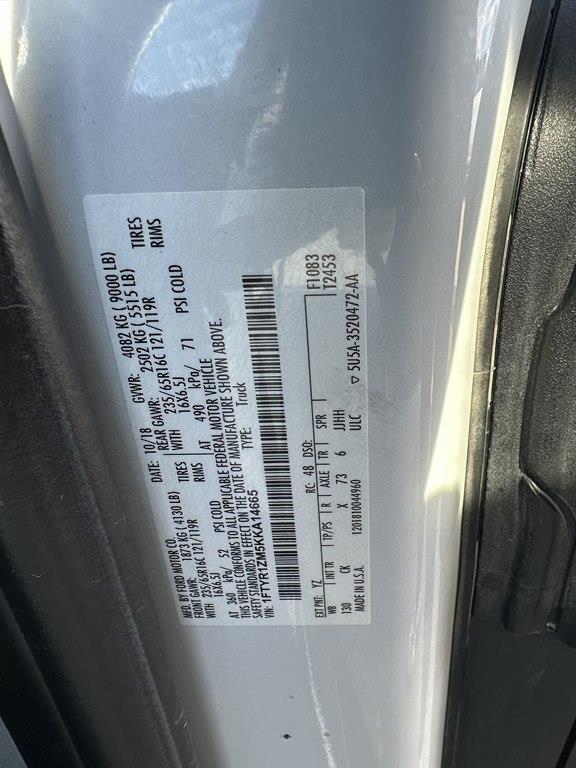 MFD. BY FORD MOTOR CO. DATE: 10/18 GVWR: 4082 KG ( 9000 LB)
FRONT GAWR: 1873 KG ( 4130 LB) REAR GAWR: 2502 KG ( 5515 LB)
235/65R16C 121/119R TIRES WITH 235/65R16C 121/119R TIRES
WITH 16X6.5J RIMS 16X6.5J RIMS
AT 360 kPa/ 52 PSI COLD AT 490 kPa/ 71 PSI COLD
THIS VEHICLE CONFORMS TO ALL APPLICABLE FEDERAL MOTOR VEHICLE
SAFETY STANDARDS IN EFFECT ON THE DATE OF MANUFACTURE SHOWN ABOVE.
VIN: 1FTYR1ZM5KKA14665 TYPE: Truck
F1083
T2453
EXT PNT: YZ RC: 48 DSO:
WB INT TR TP/PS R AXLE TR SPR
130 CK X 73 6 JJHH
ULC ▽ 5U5A-3520472-AA
MADE IN U.S.A. 120181004​4960